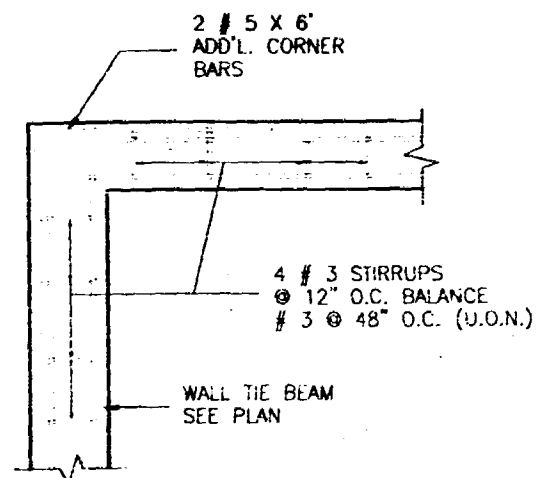 2 # 5 X 6'
ADD'L. CORNER
BARS
4 # 3 STIRRUPS
@ 12" O.C. BALANCE
# 3 @ 48" O.C. (U.O.N.)
WALL TIE BEAM
SEE PLAN